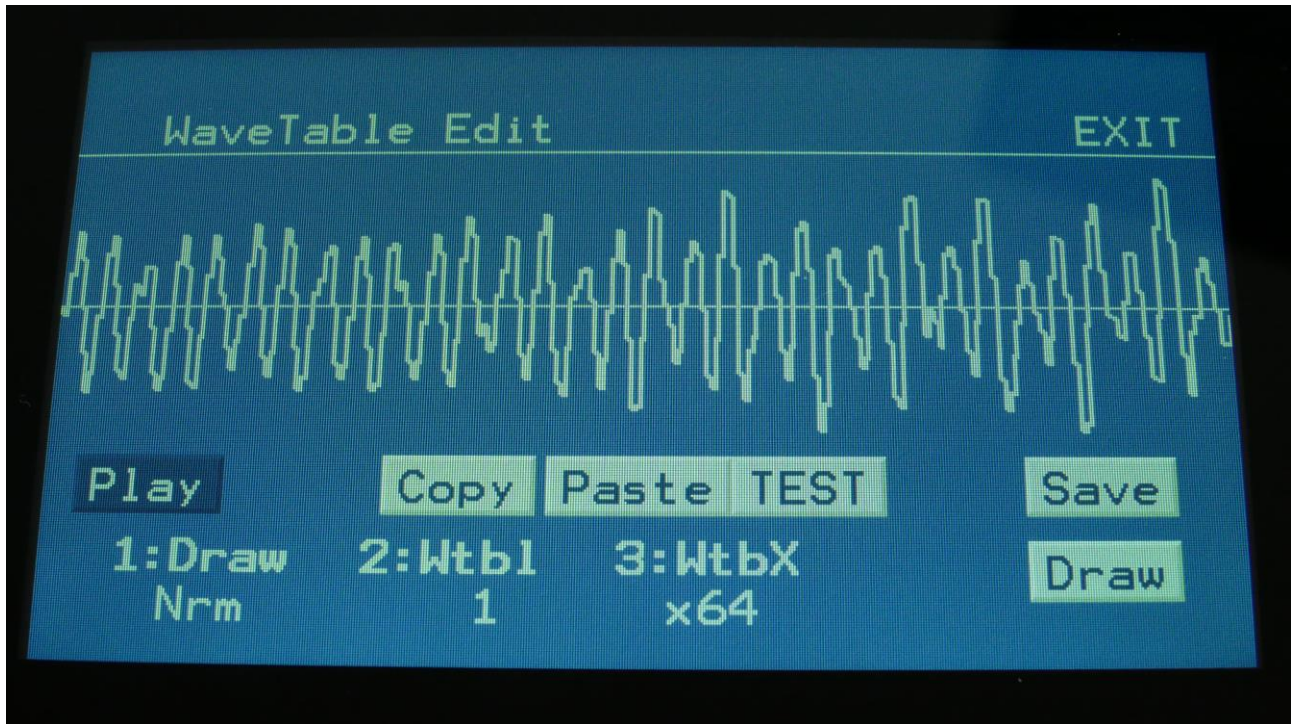 WaveTable Edit EXIT
Play Copy Paste TEST Save
1:Draw 2:Wtbl 3:WtbX Draw
Nrm 1 x64